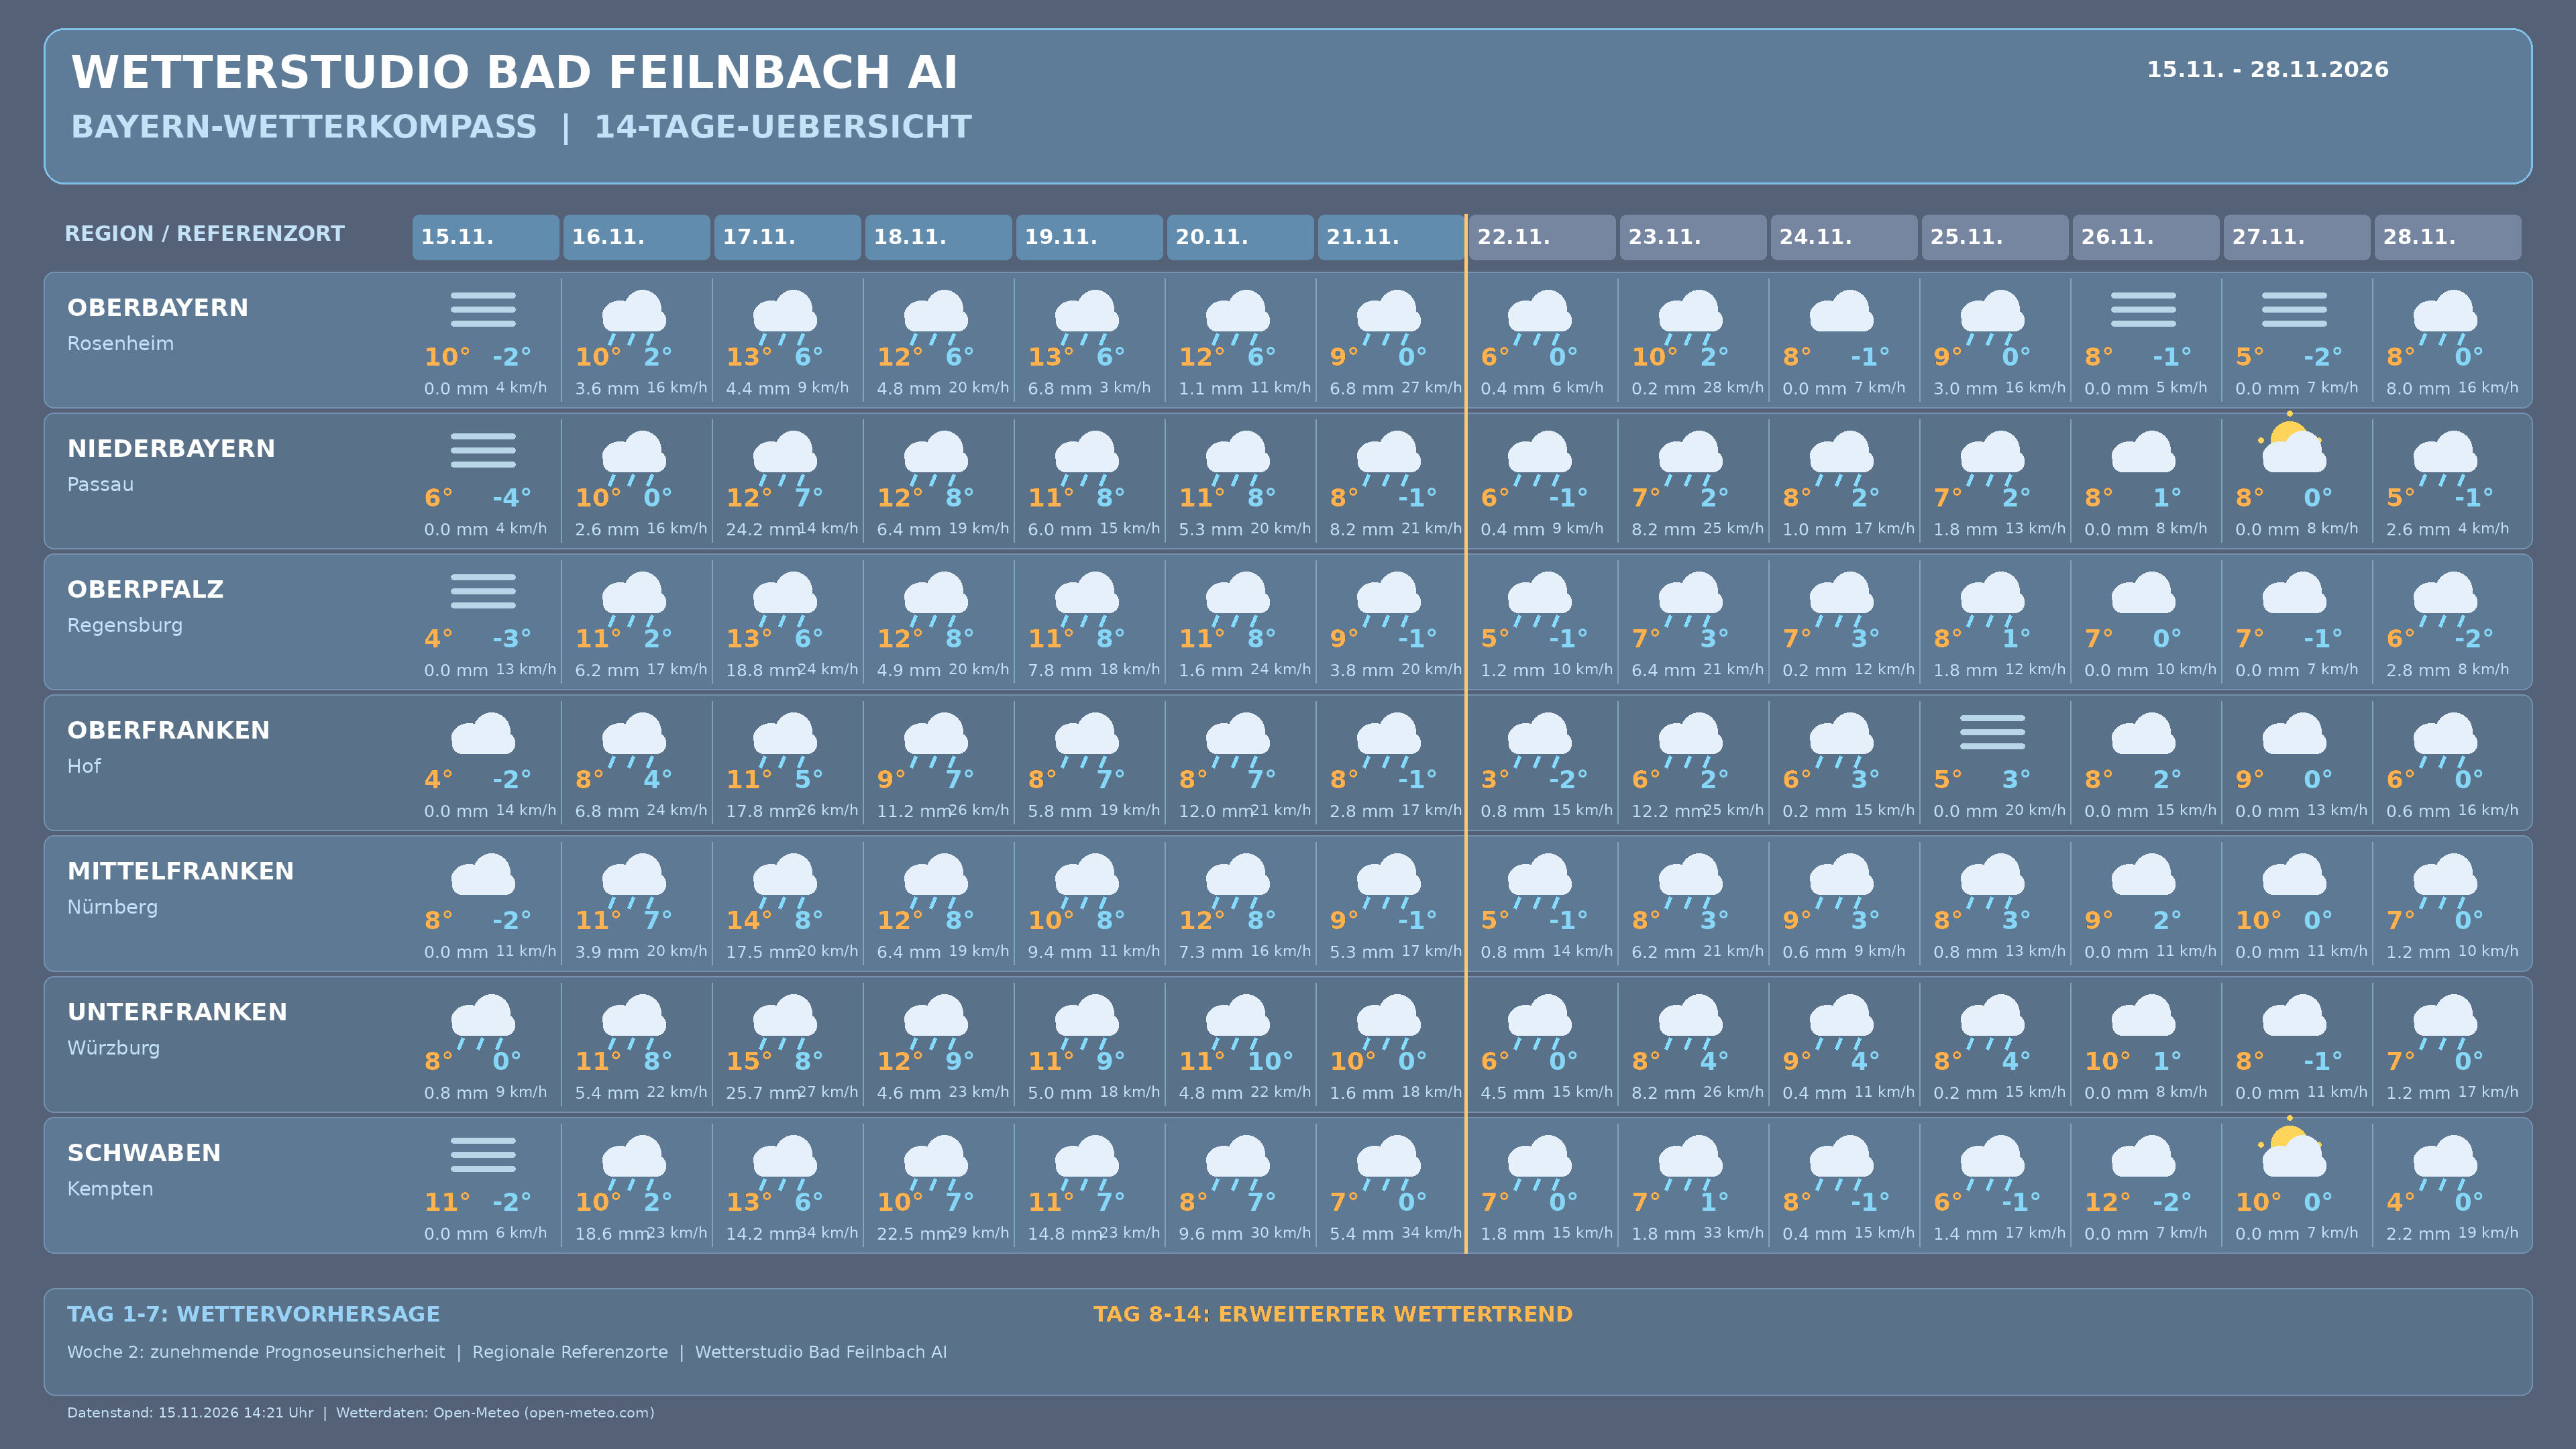 WETTERSTUDIO BAD FEILNBACH AI
15.11. - 28.11.2026
BAYERN-WETTERKOMPASS | 14-TAGE-UEBERSICHT
REGION / REFERENZORT 15.11. 16.11. 17.11. 18.11. 19.11. 20.11. 21.11. 22.11. 23.11. 24.11. 25.11. 26.11. 27.11. 28.11.
OBERBAYERN
Rosenheim
10° -2° 10° 2° 13° 6° 12° 6° 13° 6° 12° 6° 9° 0° 6° 0° 10° 2° 8° -1° 9° 0° 8° -1° 5° -2° 8° 0°
0.0 mm 4 km/h 3.6 mm 16 km/h 4.4 mm 9 km/h 4.8 mm 20 km/h 6.8 mm 3 km/h 1.1 mm 11 km/h 6.8 mm 27 km/h 0.4 mm 6 km/h 0.2 mm 28 km/h 0.0 mm 7 km/h 3.0 mm 16 km/h 0.0 mm 5 km/h 0.0 mm 7 km/h 8.0 mm 16 km/h
NIEDERBAYERN
Passau
6° -4° 10° 0° 12° 7° 12° 8° 11° 8° 11° 8° 8° -1° 6° -1° 7° 2° 8° 2° 7° 2° 8° 1° 8° 0° 5° -1°
0.0 mm 4 km/h 2.6 mm 16 km/h 24.2 mm 14 km/h 6.4 mm 19 km/h 6.0 mm 15 km/h 5.3 mm 20 km/h 8.2 mm 21 km/h 0.4 mm 9 km/h 8.2 mm 25 km/h 1.0 mm 17 km/h 1.8 mm 13 km/h 0.0 mm 8 km/h 0.0 mm 8 km/h 2.6 mm 4 km/h
OBERPFALZ
Regensburg
4° -3° 11° 2° 13° 6° 12° 8° 11° 8° 11° 8° 9° -1° 5° -1° 7° 3° 7° 3° 8° 1° 7° 0° 7° -1° 6° -2°
0.0 mm 13 km/h 6.2 mm 17 km/h 18.8 mm 24 km/h 4.9 mm 20 km/h 7.8 mm 18 km/h 1.6 mm 24 km/h 3.8 mm 20 km/h 1.2 mm 10 km/h 6.4 mm 21 km/h 0.2 mm 12 km/h 1.8 mm 12 km/h 0.0 mm 10 km/h 0.0 mm 7 km/h 2.8 mm 8 km/h
OBERFRANKEN
Hof
4° -2° 8° 4° 11° 5° 9° 7° 8° 7° 8° 7° 8° -1° 3° -2° 6° 2° 6° 3° 5° 3° 8° 2° 9° 0° 6° 0°
0.0 mm 14 km/h 6.8 mm 24 km/h 17.8 mm 26 km/h 11.2 mm 26 km/h 5.8 mm 19 km/h 12.0 mm 21 km/h 2.8 mm 17 km/h 0.8 mm 15 km/h 12.2 mm 25 km/h 0.2 mm 15 km/h 0.0 mm 20 km/h 0.0 mm 15 km/h 0.0 mm 13 km/h 0.6 mm 16 km/h
MITTELFRANKEN
Nürnberg
8° -2° 11° 7° 14° 8° 12° 8° 10° 8° 12° 8° 9° -1° 5° -1° 8° 3° 9° 3° 8° 3° 9° 2° 10° 0° 7° 0°
0.0 mm 11 km/h 3.9 mm 20 km/h 17.5 mm 20 km/h 6.4 mm 19 km/h 9.4 mm 11 km/h 7.3 mm 16 km/h 5.3 mm 17 km/h 0.8 mm 14 km/h 6.2 mm 21 km/h 0.6 mm 9 km/h 0.8 mm 13 km/h 0.0 mm 11 km/h 0.0 mm 11 km/h 1.2 mm 10 km/h
UNTERFRANKEN
Würzburg
8° 0° 11° 8° 15° 8° 12° 9° 11° 9° 11° 10° 10° 0° 6° 0° 8° 4° 9° 4° 8° 4° 10° 1° 8° -1° 7° 0°
0.8 mm 9 km/h 5.4 mm 22 km/h 25.7 mm 27 km/h 4.6 mm 23 km/h 5.0 mm 18 km/h 4.8 mm 22 km/h 1.6 mm 18 km/h 4.5 mm 15 km/h 8.2 mm 26 km/h 0.4 mm 11 km/h 0.2 mm 15 km/h 0.0 mm 8 km/h 0.0 mm 11 km/h 1.2 mm 17 km/h
SCHWABEN
Kempten
11° -2° 10° 2° 13° 6° 10° 7° 11° 7° 8° 7° 7° 0° 7° 0° 7° 1° 8° -1° 6° -1° 12° -2° 10° 0° 4° 0°
0.0 mm 6 km/h 18.6 mm 23 km/h 14.2 mm 34 km/h 22.5 mm 29 km/h 14.8 mm 23 km/h 9.6 mm 30 km/h 5.4 mm 34 km/h 1.8 mm 15 km/h 1.8 mm 33 km/h 0.4 mm 15 km/h 1.4 mm 17 km/h 0.0 mm 7 km/h 0.0 mm 7 km/h 2.2 mm 19 km/h
TAG 1-7: WETTERVORHERSAGE TAG 8-14: ERWEITERTER WETTERTREND
Woche 2: zunehmende Prognoseunsicherheit | Regionale Referenzorte | Wetterstudio Bad Feilnbach AI
Datenstand: 15.11.2026 14:21 Uhr | Wetterdaten: Open-Meteo (open-meteo.com)